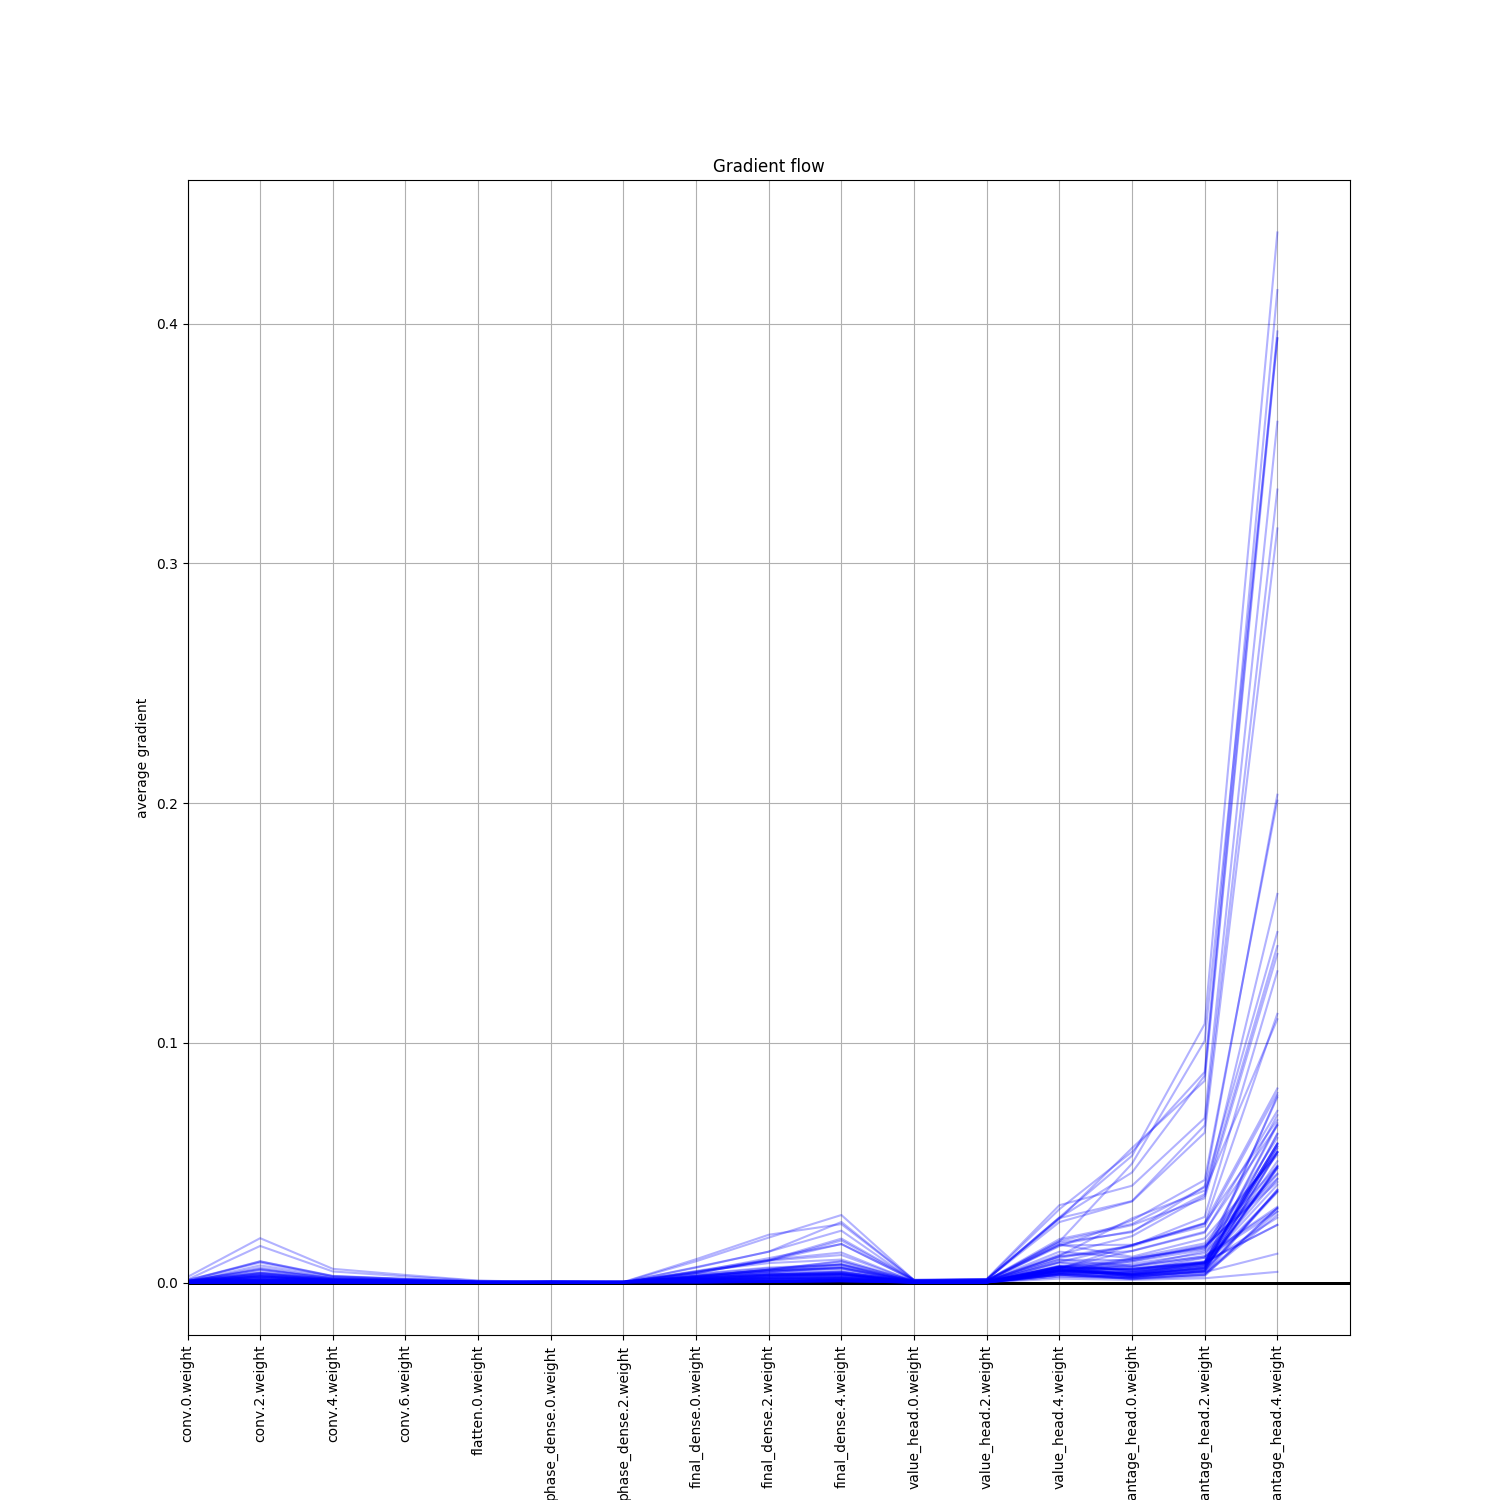 Gradient flow
average gradient
0.4
0.3
0.2
0.1
0.0
conv.0.weight
conv.2.weight
conv.4.weight
conv.6.weight
flatten.0.weight
phase_dense.0.weight
phase_dense.2.weight
final_dense.0.weight
final_dense.2.weight
final_dense.4.weight
value_head.0.weight
value_head.2.weight
value_head.4.weight
antage_head.0.weight
antage_head.2.weight
antage_head.4.weight